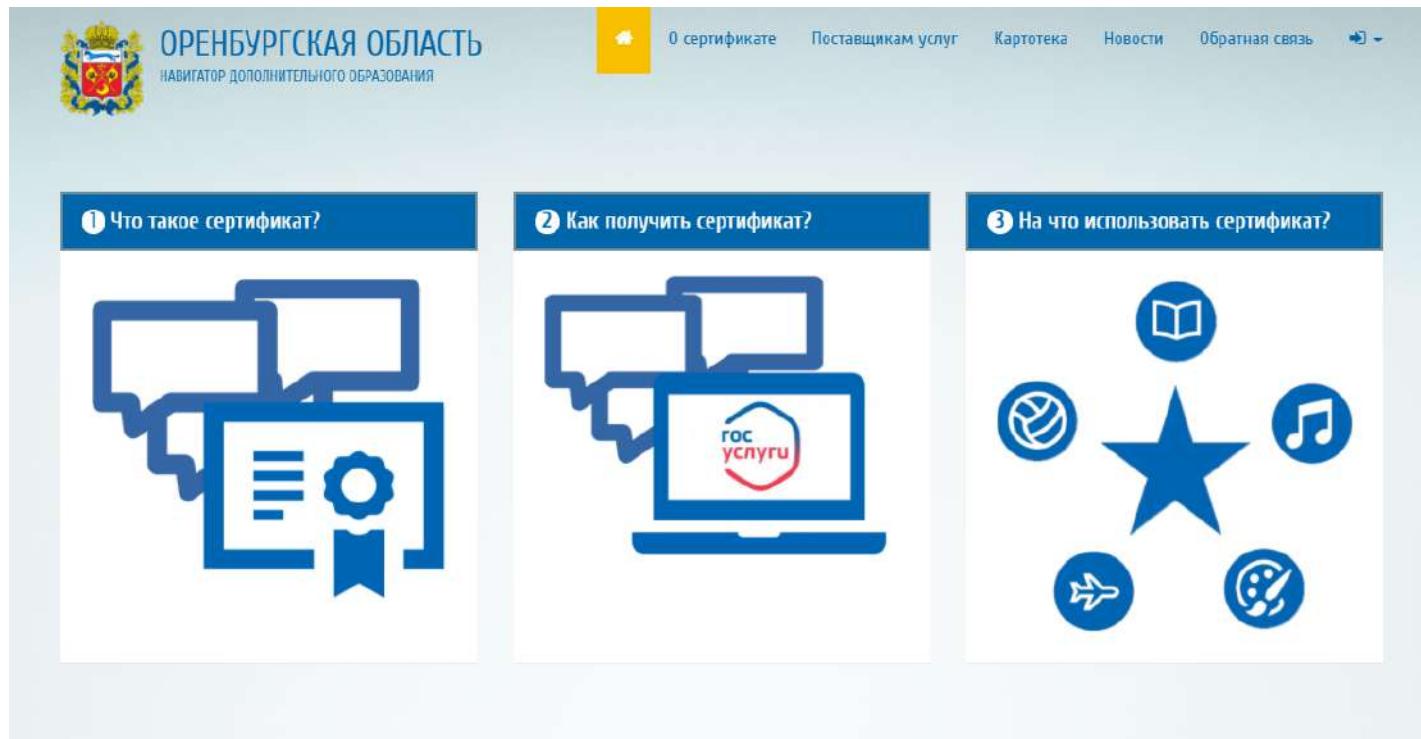 ОРЕНБУРГСКАЯ ОБЛАСТЬ
НАВИГАТОР ДОПОЛНИТЕЛЬНОГО ОБРАЗОВАНИЯ
О сертификате Поставщикам услуг Картотека Новости Обратная связь
1 Что такое сертификат?
2 Как получить сертификат?
3 На что использовать сертификат?
гос
услуги